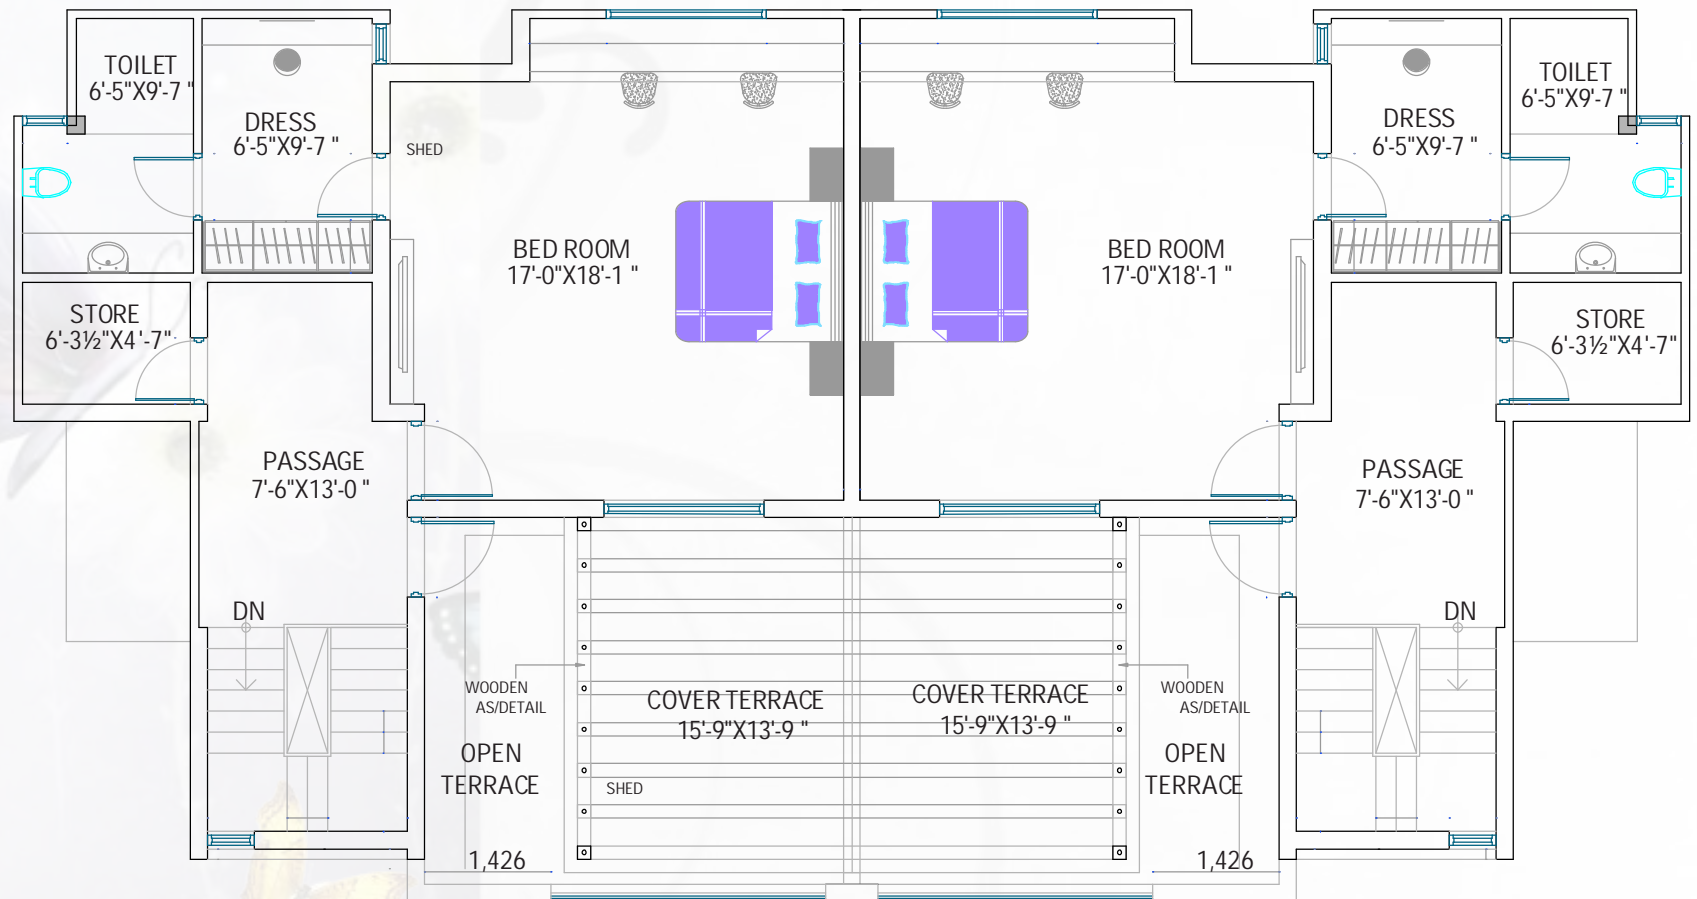 TOILET
6'-5"X9'-7 "
DRESS
6'-5"X9'-7 "
SHED
BED ROOM
17'-0"X18'-1 "
STORE
6'-3½"X4'-7"
PASSAGE
7'-6"X13'-0 "
DN
WOODEN
AS/DETAIL
OPEN
TERRACE
COVER TERRACE
15'-9"X13'-9 "
SHED
1,426
BED ROOM
17'-0"X18'-1 "
DRESS
6'-5"X9'-7 "
TOILET
6'-5"X9'-7 "
STORE
6'-3½"X4'-7"
PASSAGE
7'-6"X13'-0 "
DN
COVER TERRACE
15'-9"X13'-9 "
WOODEN
AS/DETAIL
OPEN
TERRACE
1,426